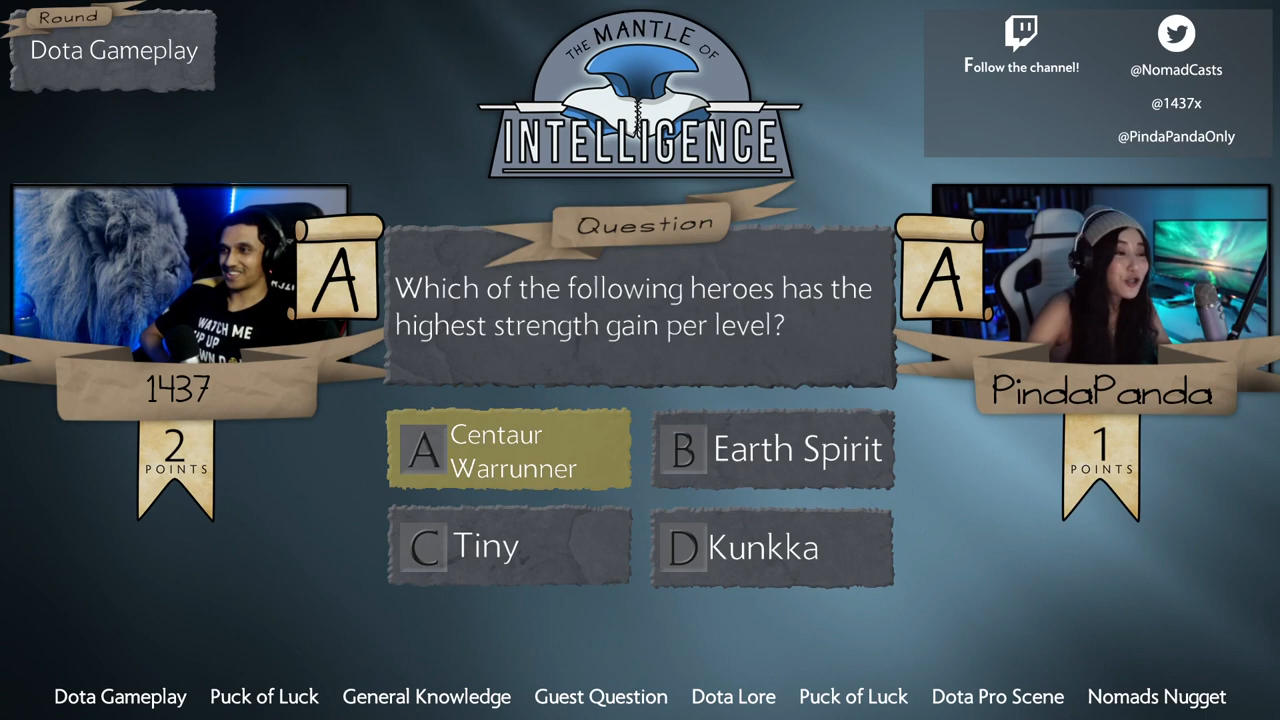 Round
Dota Gameplay
THE MANTLE OF
INTELLIGENCE
Follow the channel!
@NomadCasts
@1437x
@PindaPandaOnly
Question
Which of the following heroes has the
highest strength gain per level?
A
A
WATCH ME
1437
2
POINTS
PindaPanda
1
POINTS
A Centaur
Warrunner
B Earth Spirit
C Tiny
D Kunkka
Dota Gameplay Puck of Luck General Knowledge Guest Question Dota Lore Puck of Luck Dota Pro Scene Nomads Nugget